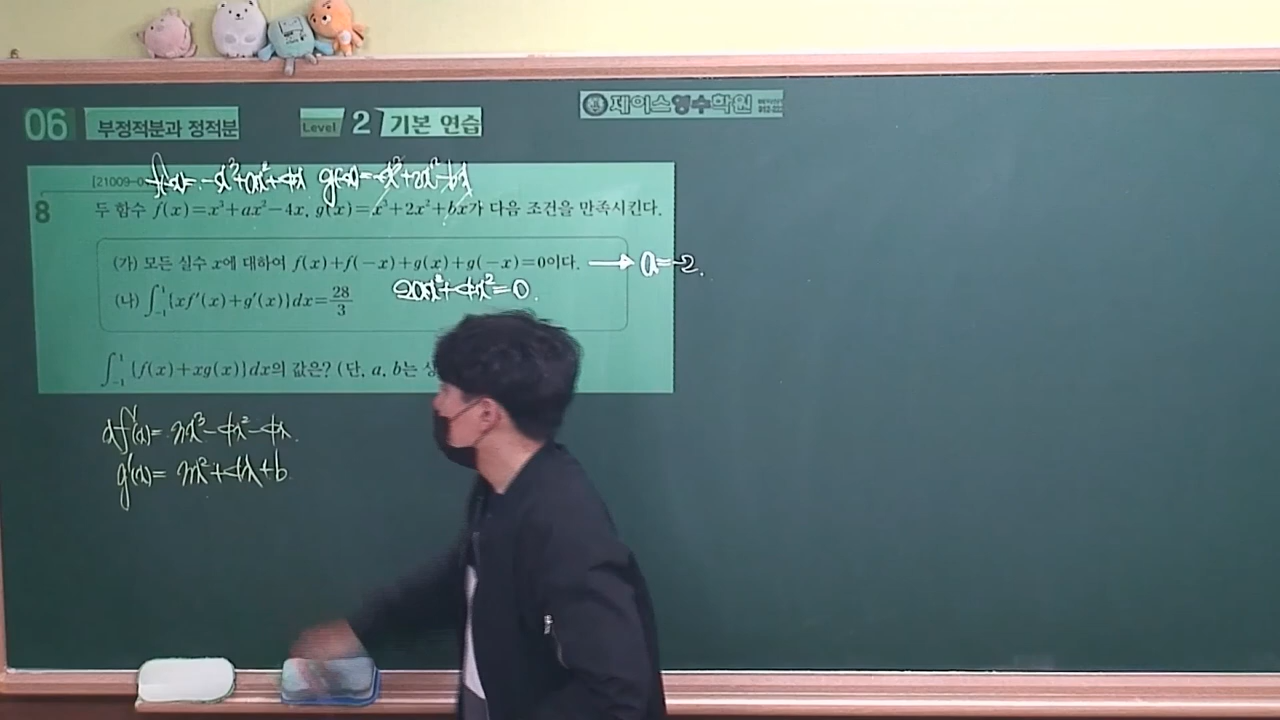 06 부정적분과 정적분 Level 2 기본 연습 제이스영수학원
f(-x)=-x³+ax²+4x g(-x)=-x³+2x²-bx
8 두 함수 f(x)=x³+ax²-4x, g(x)=x³+2x²+bx가 다음 조건을 만족시킨다.
(가) 모든 실수 x에 대하여 f(x)+f(-x)+g(x)+g(-x)=0이다. → a=-2.
(나) ∫₋₁¹{xf′(x)+g′(x)}dx=28/3 2ax²+4x²=0.
∫₋₁¹{f(x)+xg(x)}dx의 값은? (단, a, b는
xf′(x)=3x³-4x²-4x.
g′(x)=3x²+4x+b